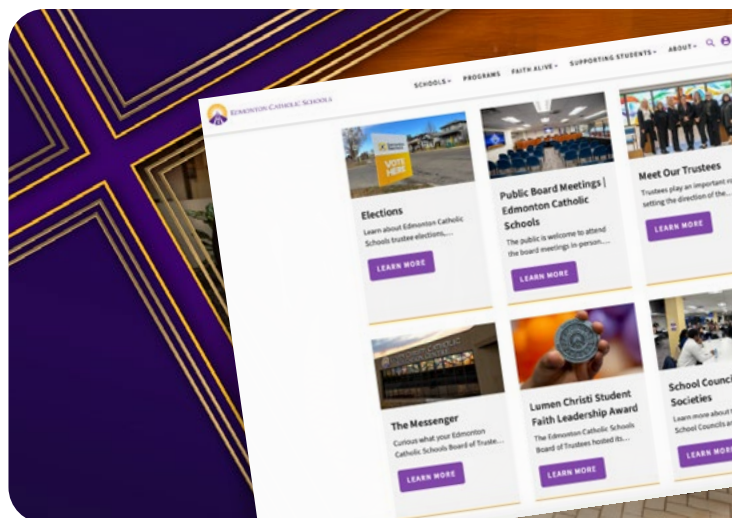 EDMONTON CATHOLIC SCHOOLS
SCHOOLS PROGRAMS FAITH ALIVE SUPPORTING STUDENTS ABOUT
VOTE
HERE
Elections
Learn about Edmonton Catholic
Schools trustee elections,...
LEARN MORE
Public Board Meetings |
Edmonton Catholic
Schools
The public is welcome to attend
the board meetings in-person....
LEARN MORE
Meet Our Trustees
Trustees play an important
setting the direction of the...
LEARN MORE
The Messenger
Curious what your Edmonton
Catholic Schools Board of Truste...
LEARN MORE
Lumen Christi Student
Faith Leadership Award
The Edmonton Catholic Schools
Board of Trustees hosted its...
LEARN MORE
School Counci
Societies
Learn more about
School Councils
LEARN MORE